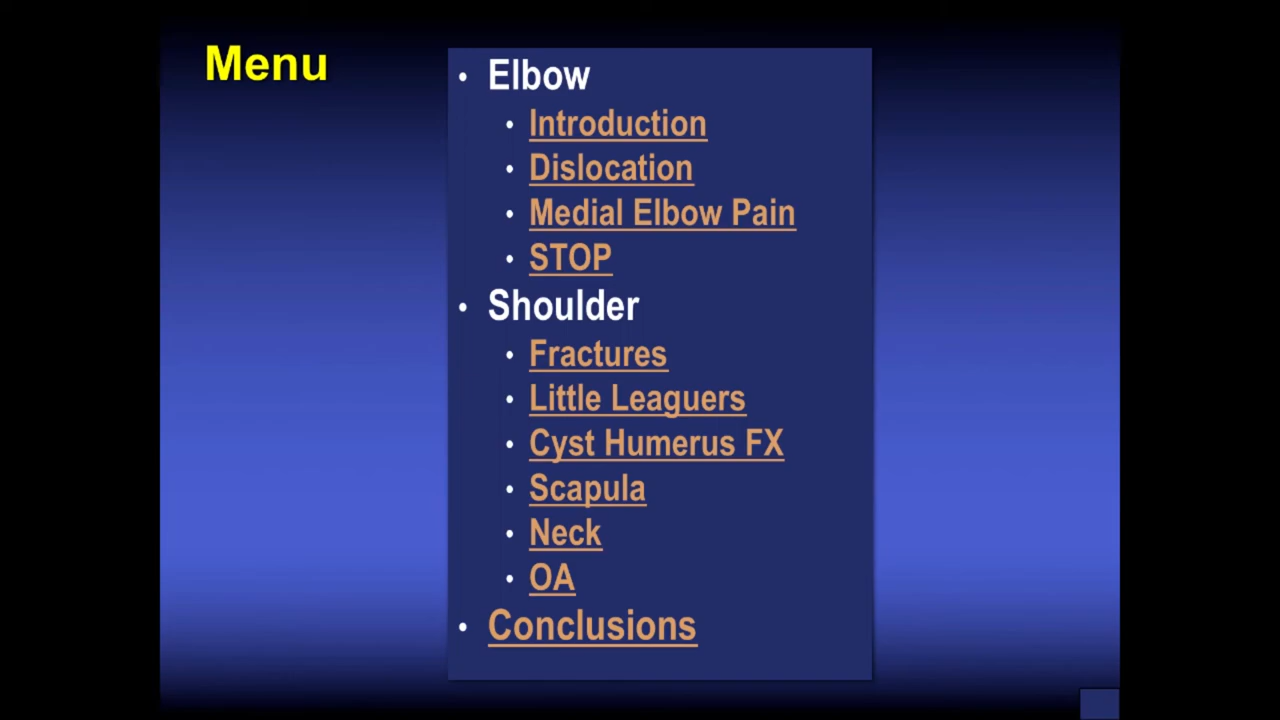 Menu
• Elbow
• Introduction
• Dislocation
• Medial Elbow Pain
• STOP
• Shoulder
• Fractures
• Little Leaguers
• Cyst Humerus FX
• Scapula
• Neck
• OA
• Conclusions